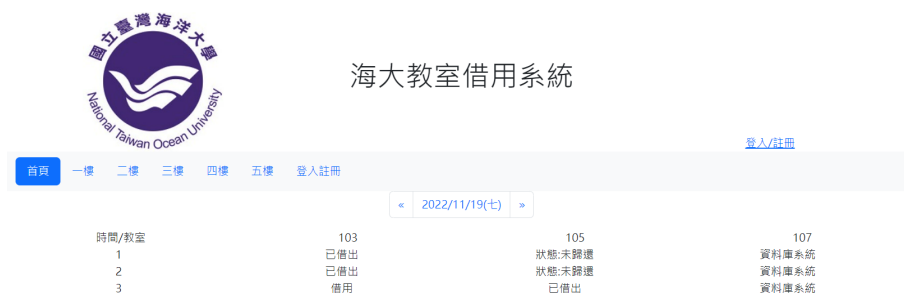 國立臺灣海洋大學
National Taiwan Ocean University
海大教室借用系統
登入/註冊
首頁 一樓 二樓 三樓 四樓 五樓 登入註冊
« 2022/11/19(七) »
時間/教室 103 105 107
1 已借出 狀態:未歸還 資料庫系統
2 已借出 狀態:未歸還 資料庫系統
3 借用 已借出 資料庫系統